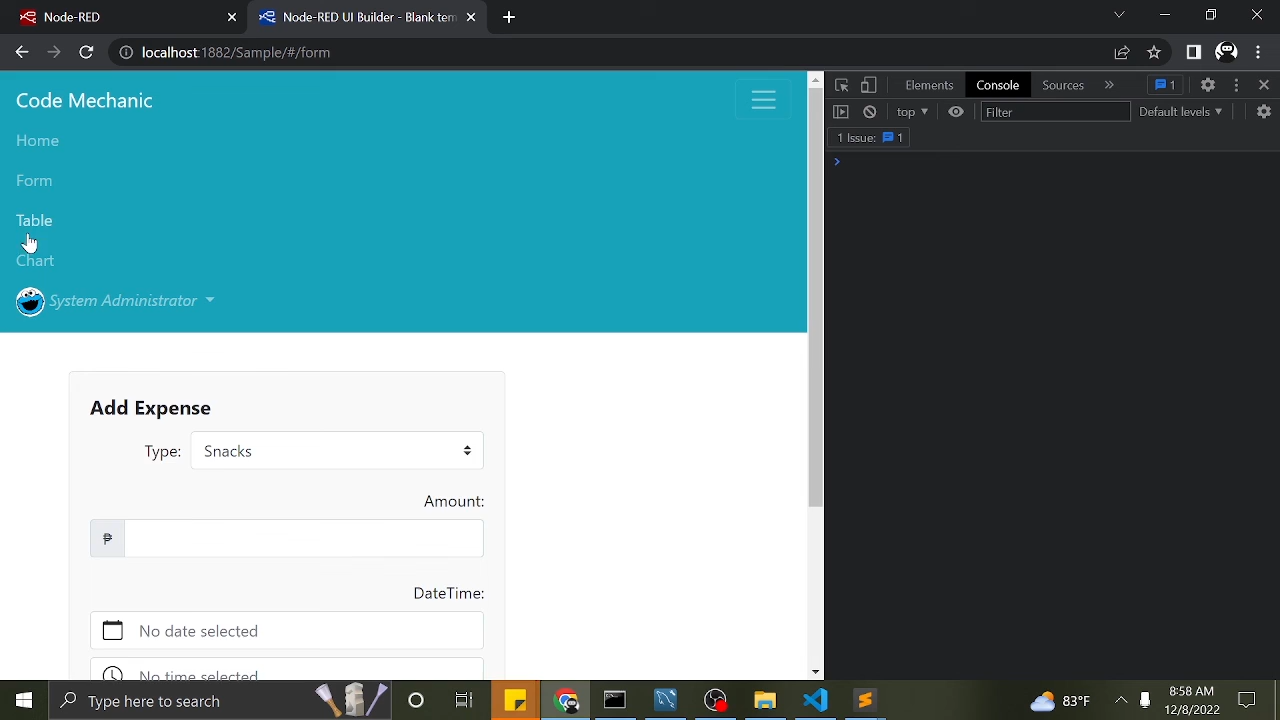 Node-RED
Node-RED UI Builder - Blank tem
localhost:1882/Sample/#/form
Code Mechanic
Home
Form
Table
Chart
System Administrator
Add Expense
Type: Snacks
Amount:
₱
DateTime:
No date selected
No time selected
Elements Console Sources » 1
top Filter Default levels
1 Issue: 1
Type here to search
83°F
8:58 AM
12/8/2022